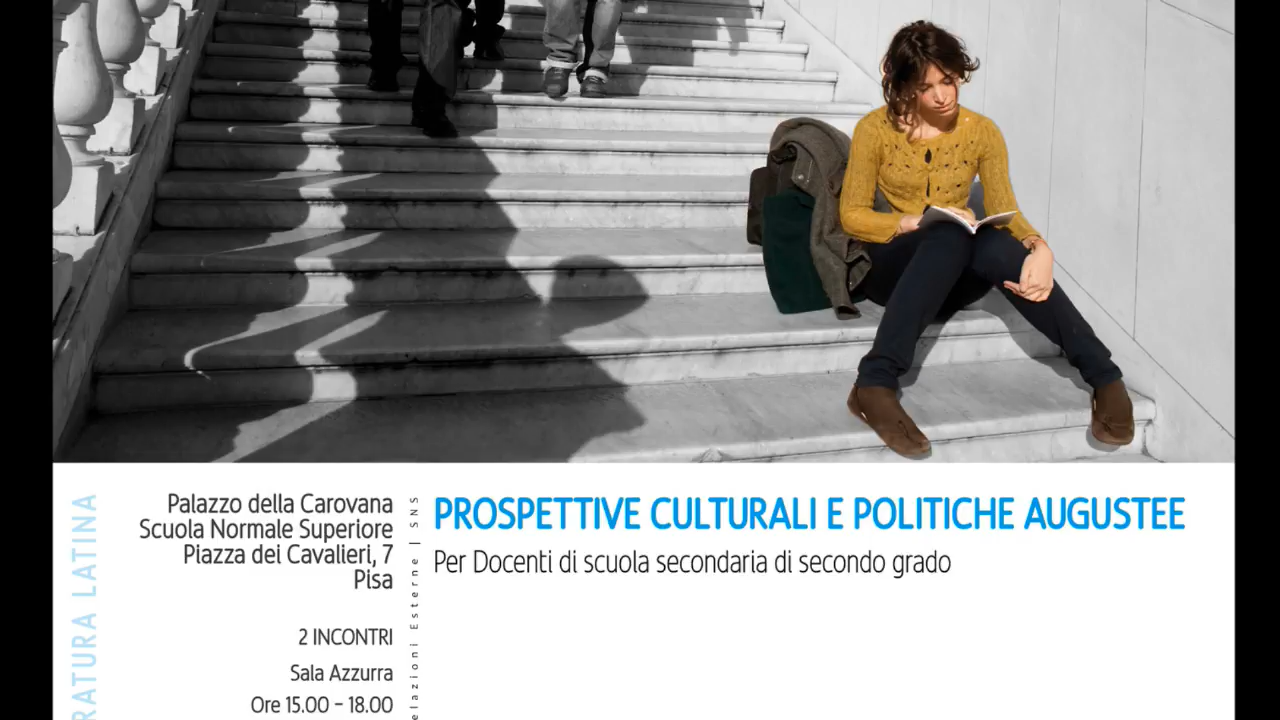 RATURA LATINA
Palazzo della Carovana
Scuola Normale Superiore
Piazza dei Cavalieri, 7
Pisa
2 INCONTRI
Sala Azzurra
Ore 15.00 – 18.00
elazioni Esterne | SNS
PROSPETTIVE CULTURALI E POLITICHE AUGUSTEE
Per Docenti di scuola secondaria di secondo grado